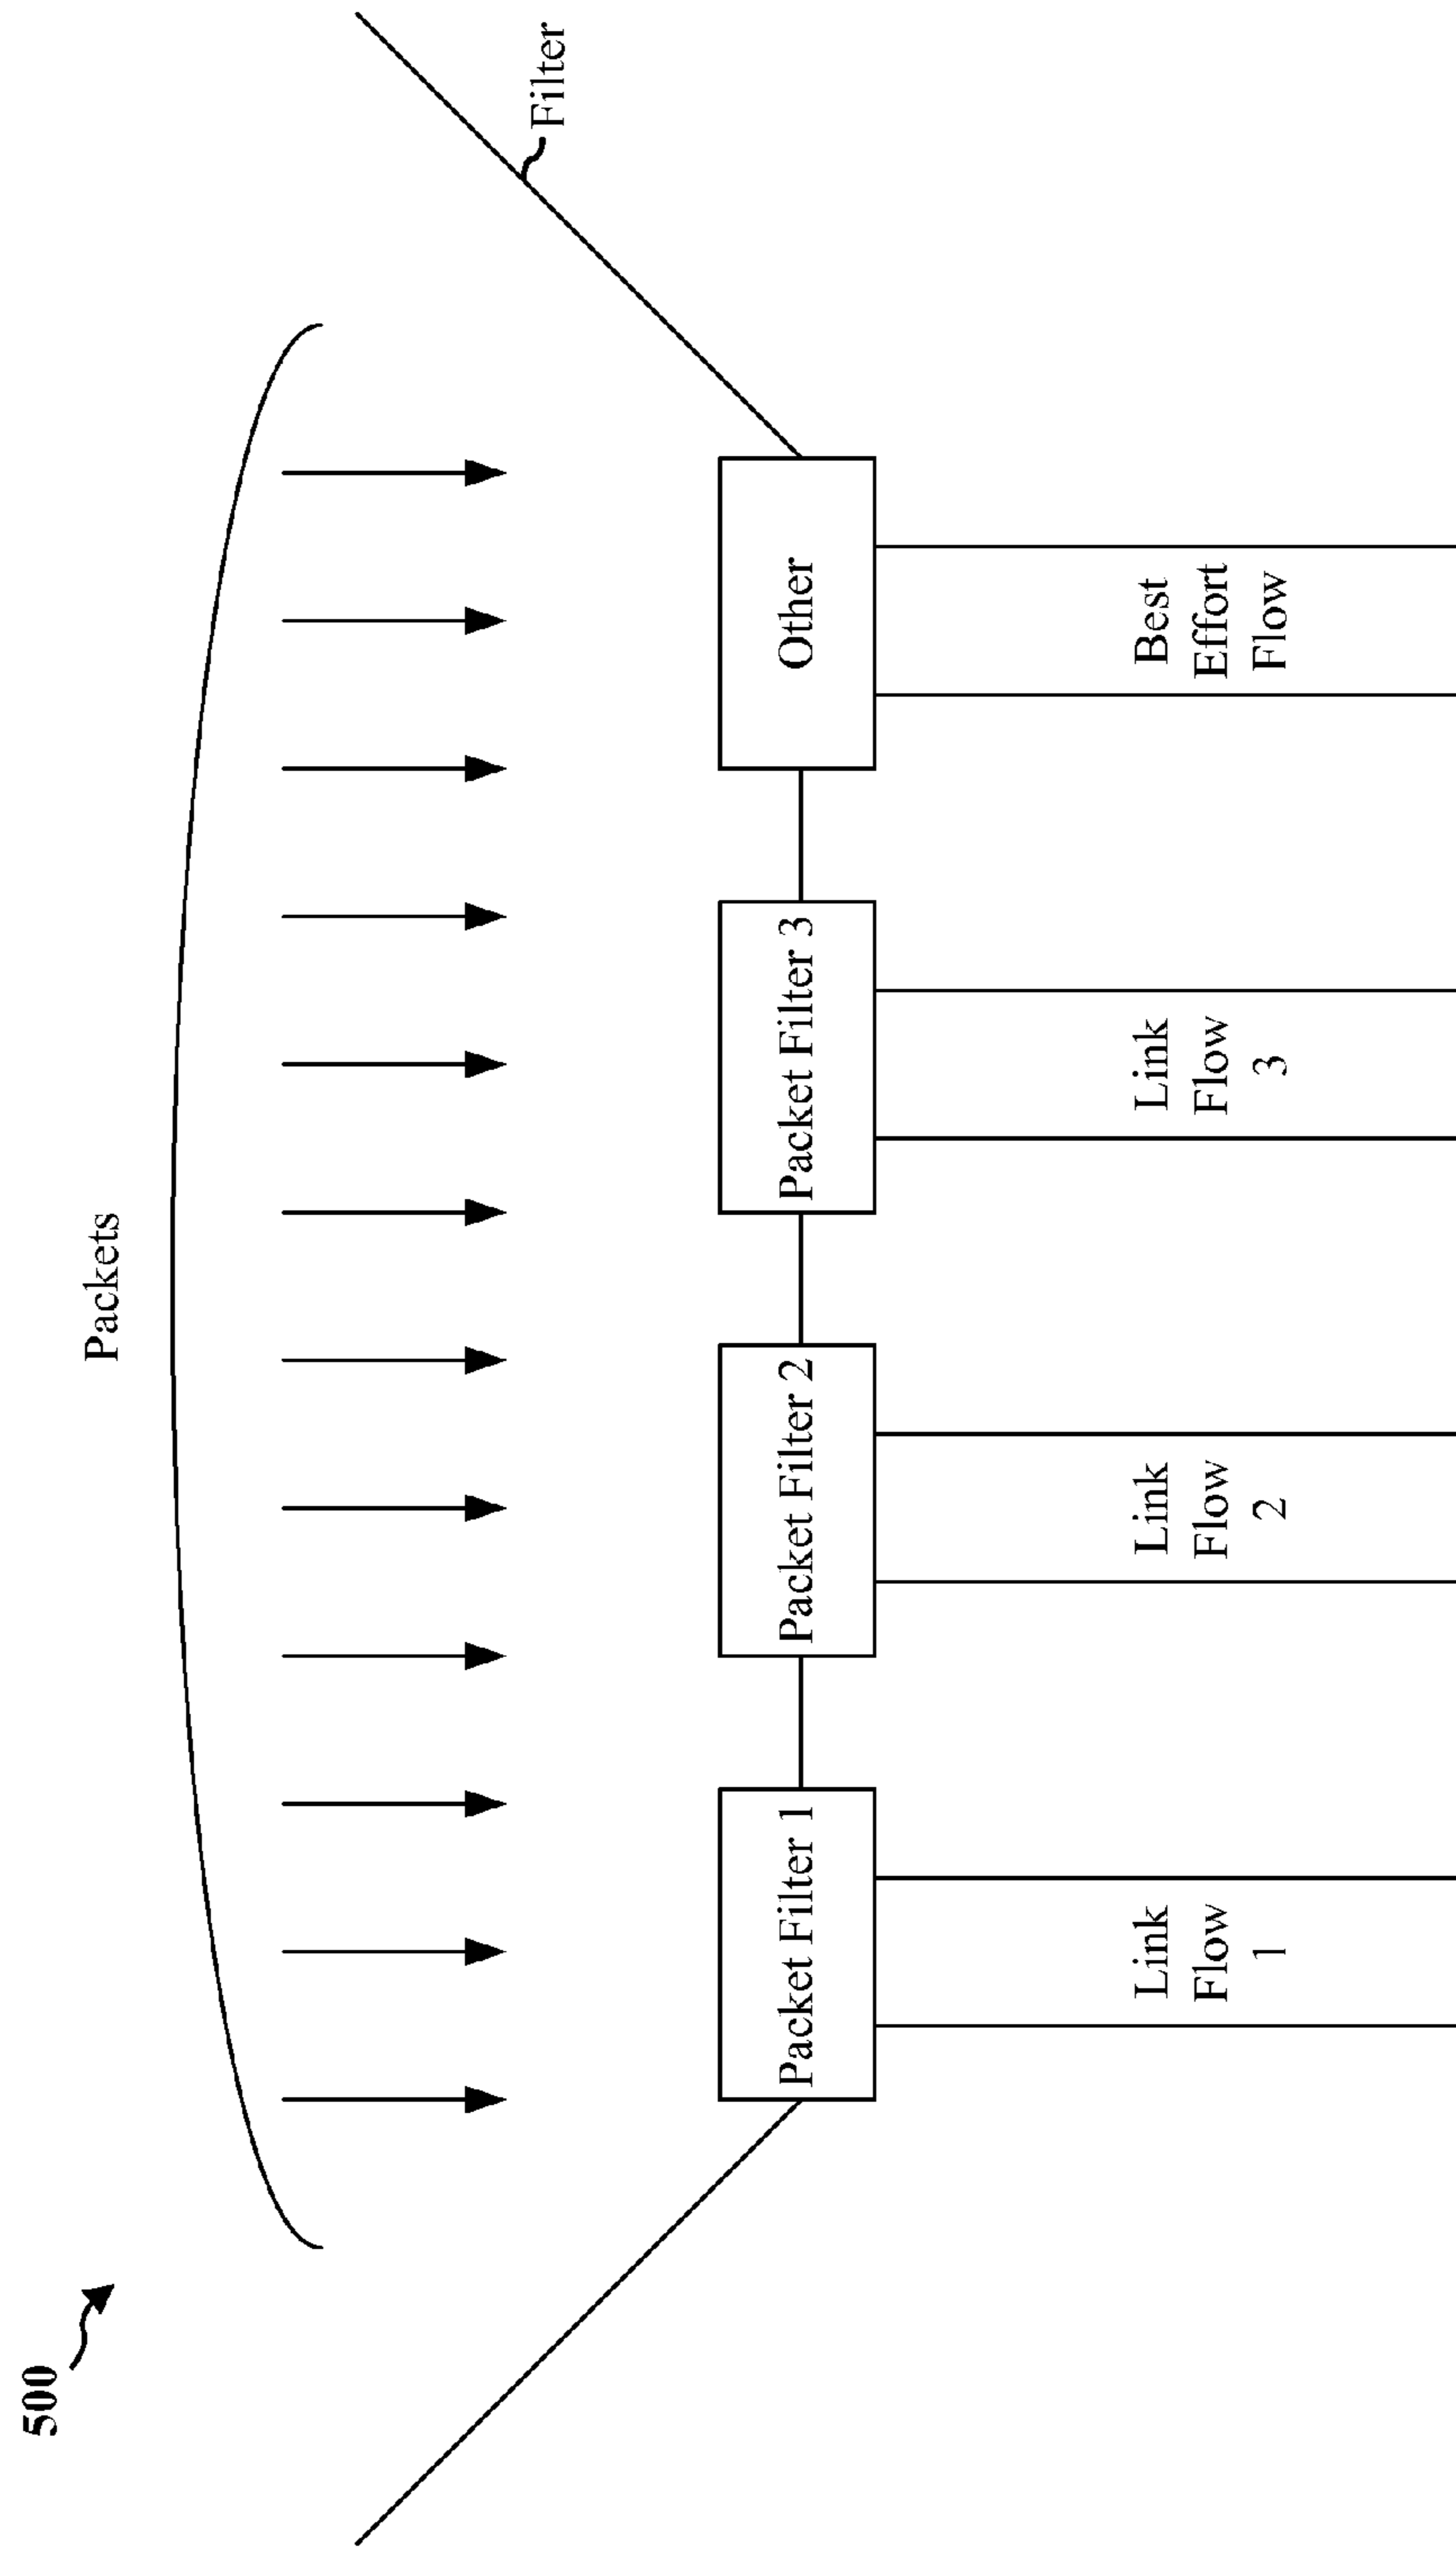 500
Packets
Filter
Packet Filter 1
Packet Filter 2
Packet Filter 3
Other
Link
Flow
1
Link
Flow
2
Link
Flow
3
Best
Effort
Flow